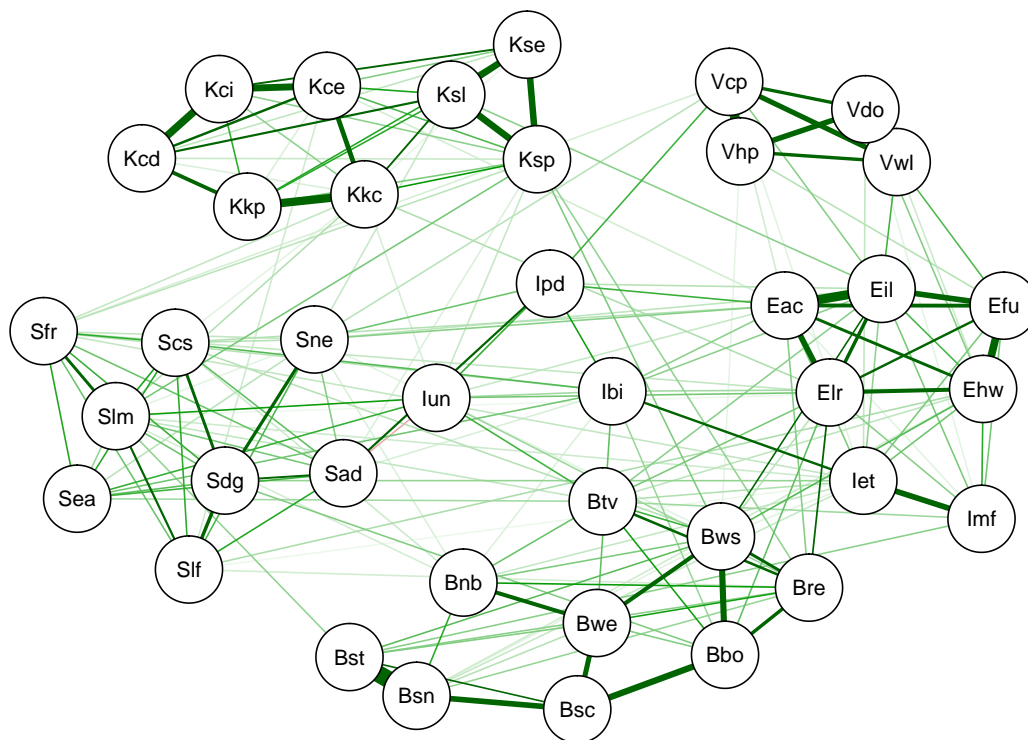 Kse
Vcp
Kci
Kce
Ksl
Vdo
Kcd
Ksp
Vhp
Vwl
Kkp
Kkc
Ipd
Eac
Eil
Efu
Sfr
Scs
Sne
Slm
Iun
Ibi
Elr
Ehw
Sea
Sdg
Sad
Btv
Iet
Imf
Slf
Bnb
Bws
Bre
Bwe
Bst
Bsn
Bsc
Bbo